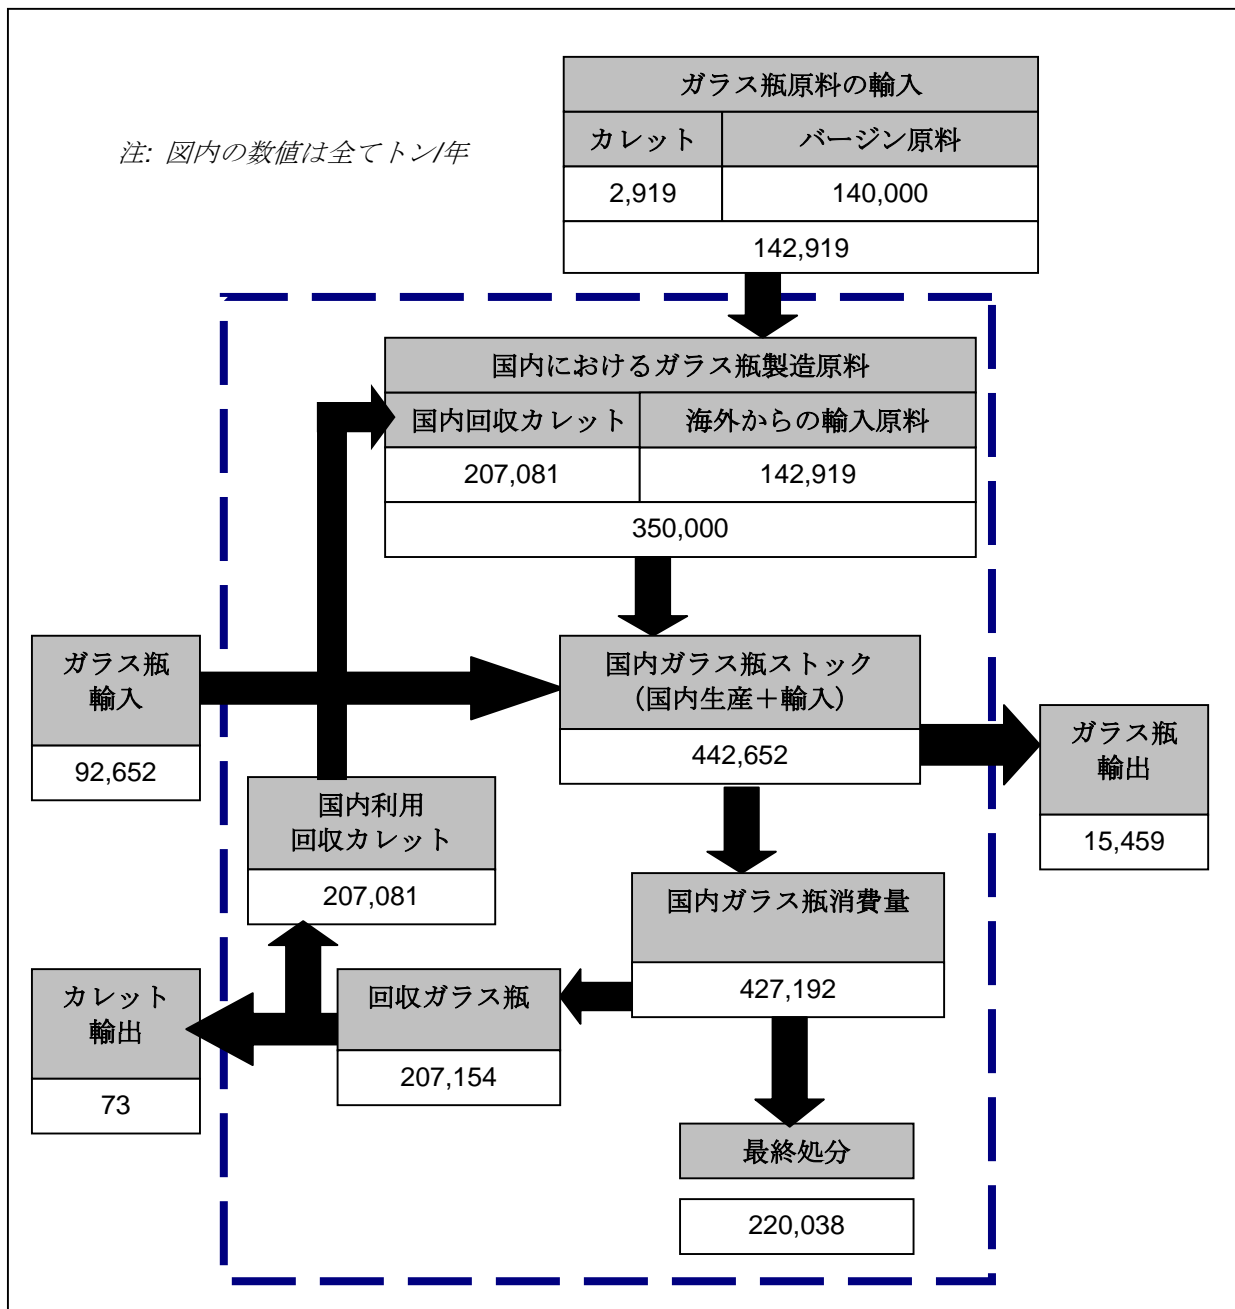 ガラス瓶原料の輸入
注: 図内の数値は全てトン/年
カレット
バージン原料
2,919
140,000
142,919
国内におけるガラス瓶製造原料
国内回収カレット
海外からの輸入原料
207,081
142,919
350,000
ガラス瓶
輸入
92,652
国内ガラス瓶ストック
（国内生産＋輸入）
442,652
ガラス瓶
輸出
15,459
国内利用
回収カレット
207,081
国内ガラス瓶消費量
427,192
カレット
輸出
73
回収ガラス瓶
207,154
最終処分
220,038